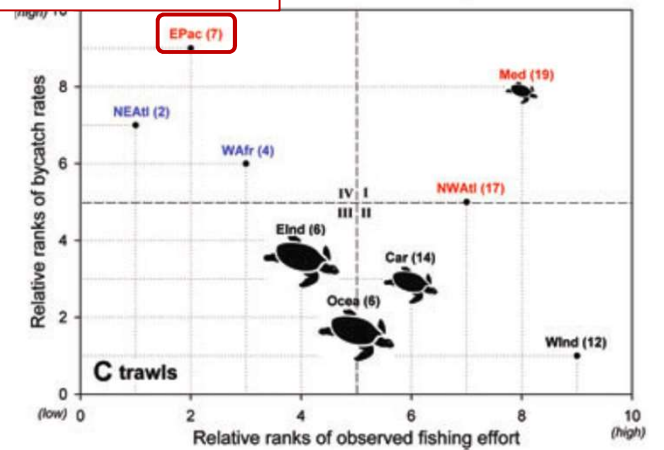 (high) 10
EPac (7)
Med (19)
8
NEAtl (2)
WAfr (4)
6
IV I
NWAtl (17)
III II
EInd (6)
4
Car (14)
Ocea (6)
2
WInd (12)
C trawls
0
(low) 0 2 4 6 8 10
(high)
Relative ranks of bycatch rates
Relative ranks of observed fishing effort